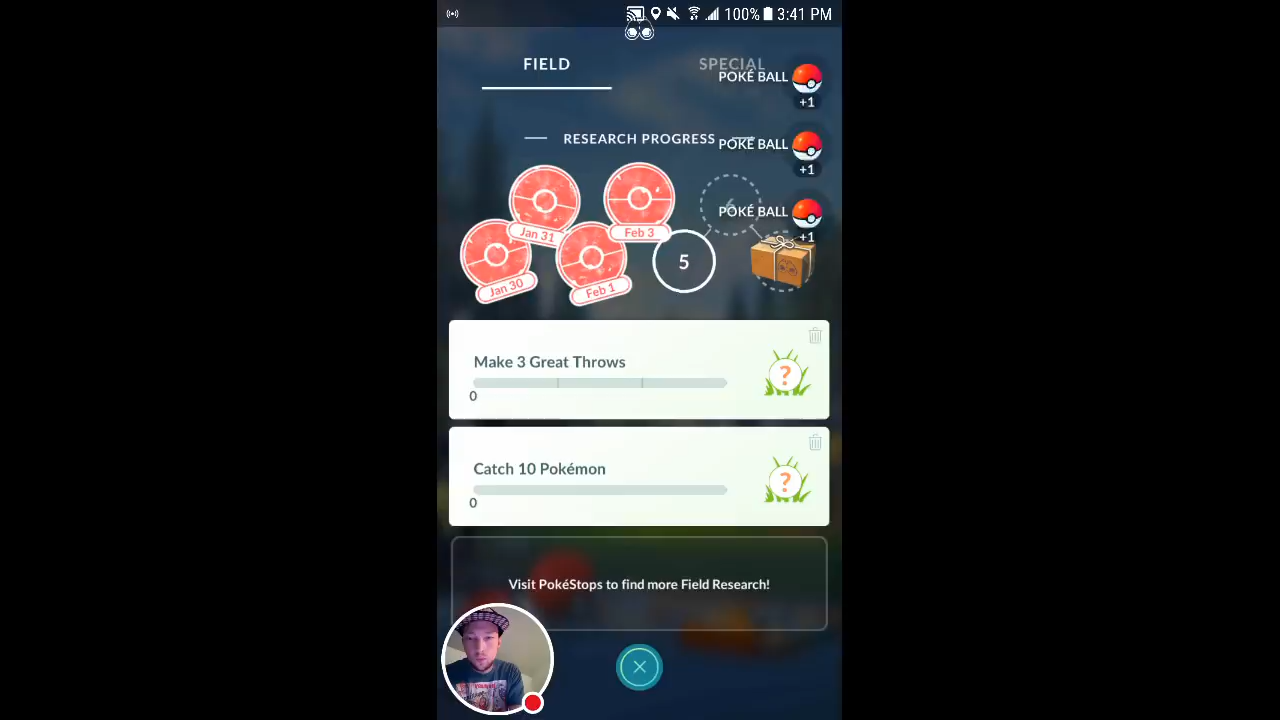 100% 3:41 PM
FIELD
SPECIAL
POKÉ BALL
+1
RESEARCH PROGRESS
POKÉ BALL
+1
POKÉ BALL
+1
Jan 30
Jan 31
Feb 1
Feb 3
5
6
Make 3 Great Throws
?
0
Catch 10 Pokémon
?
0
Visit PokéStops to find more Field Research!